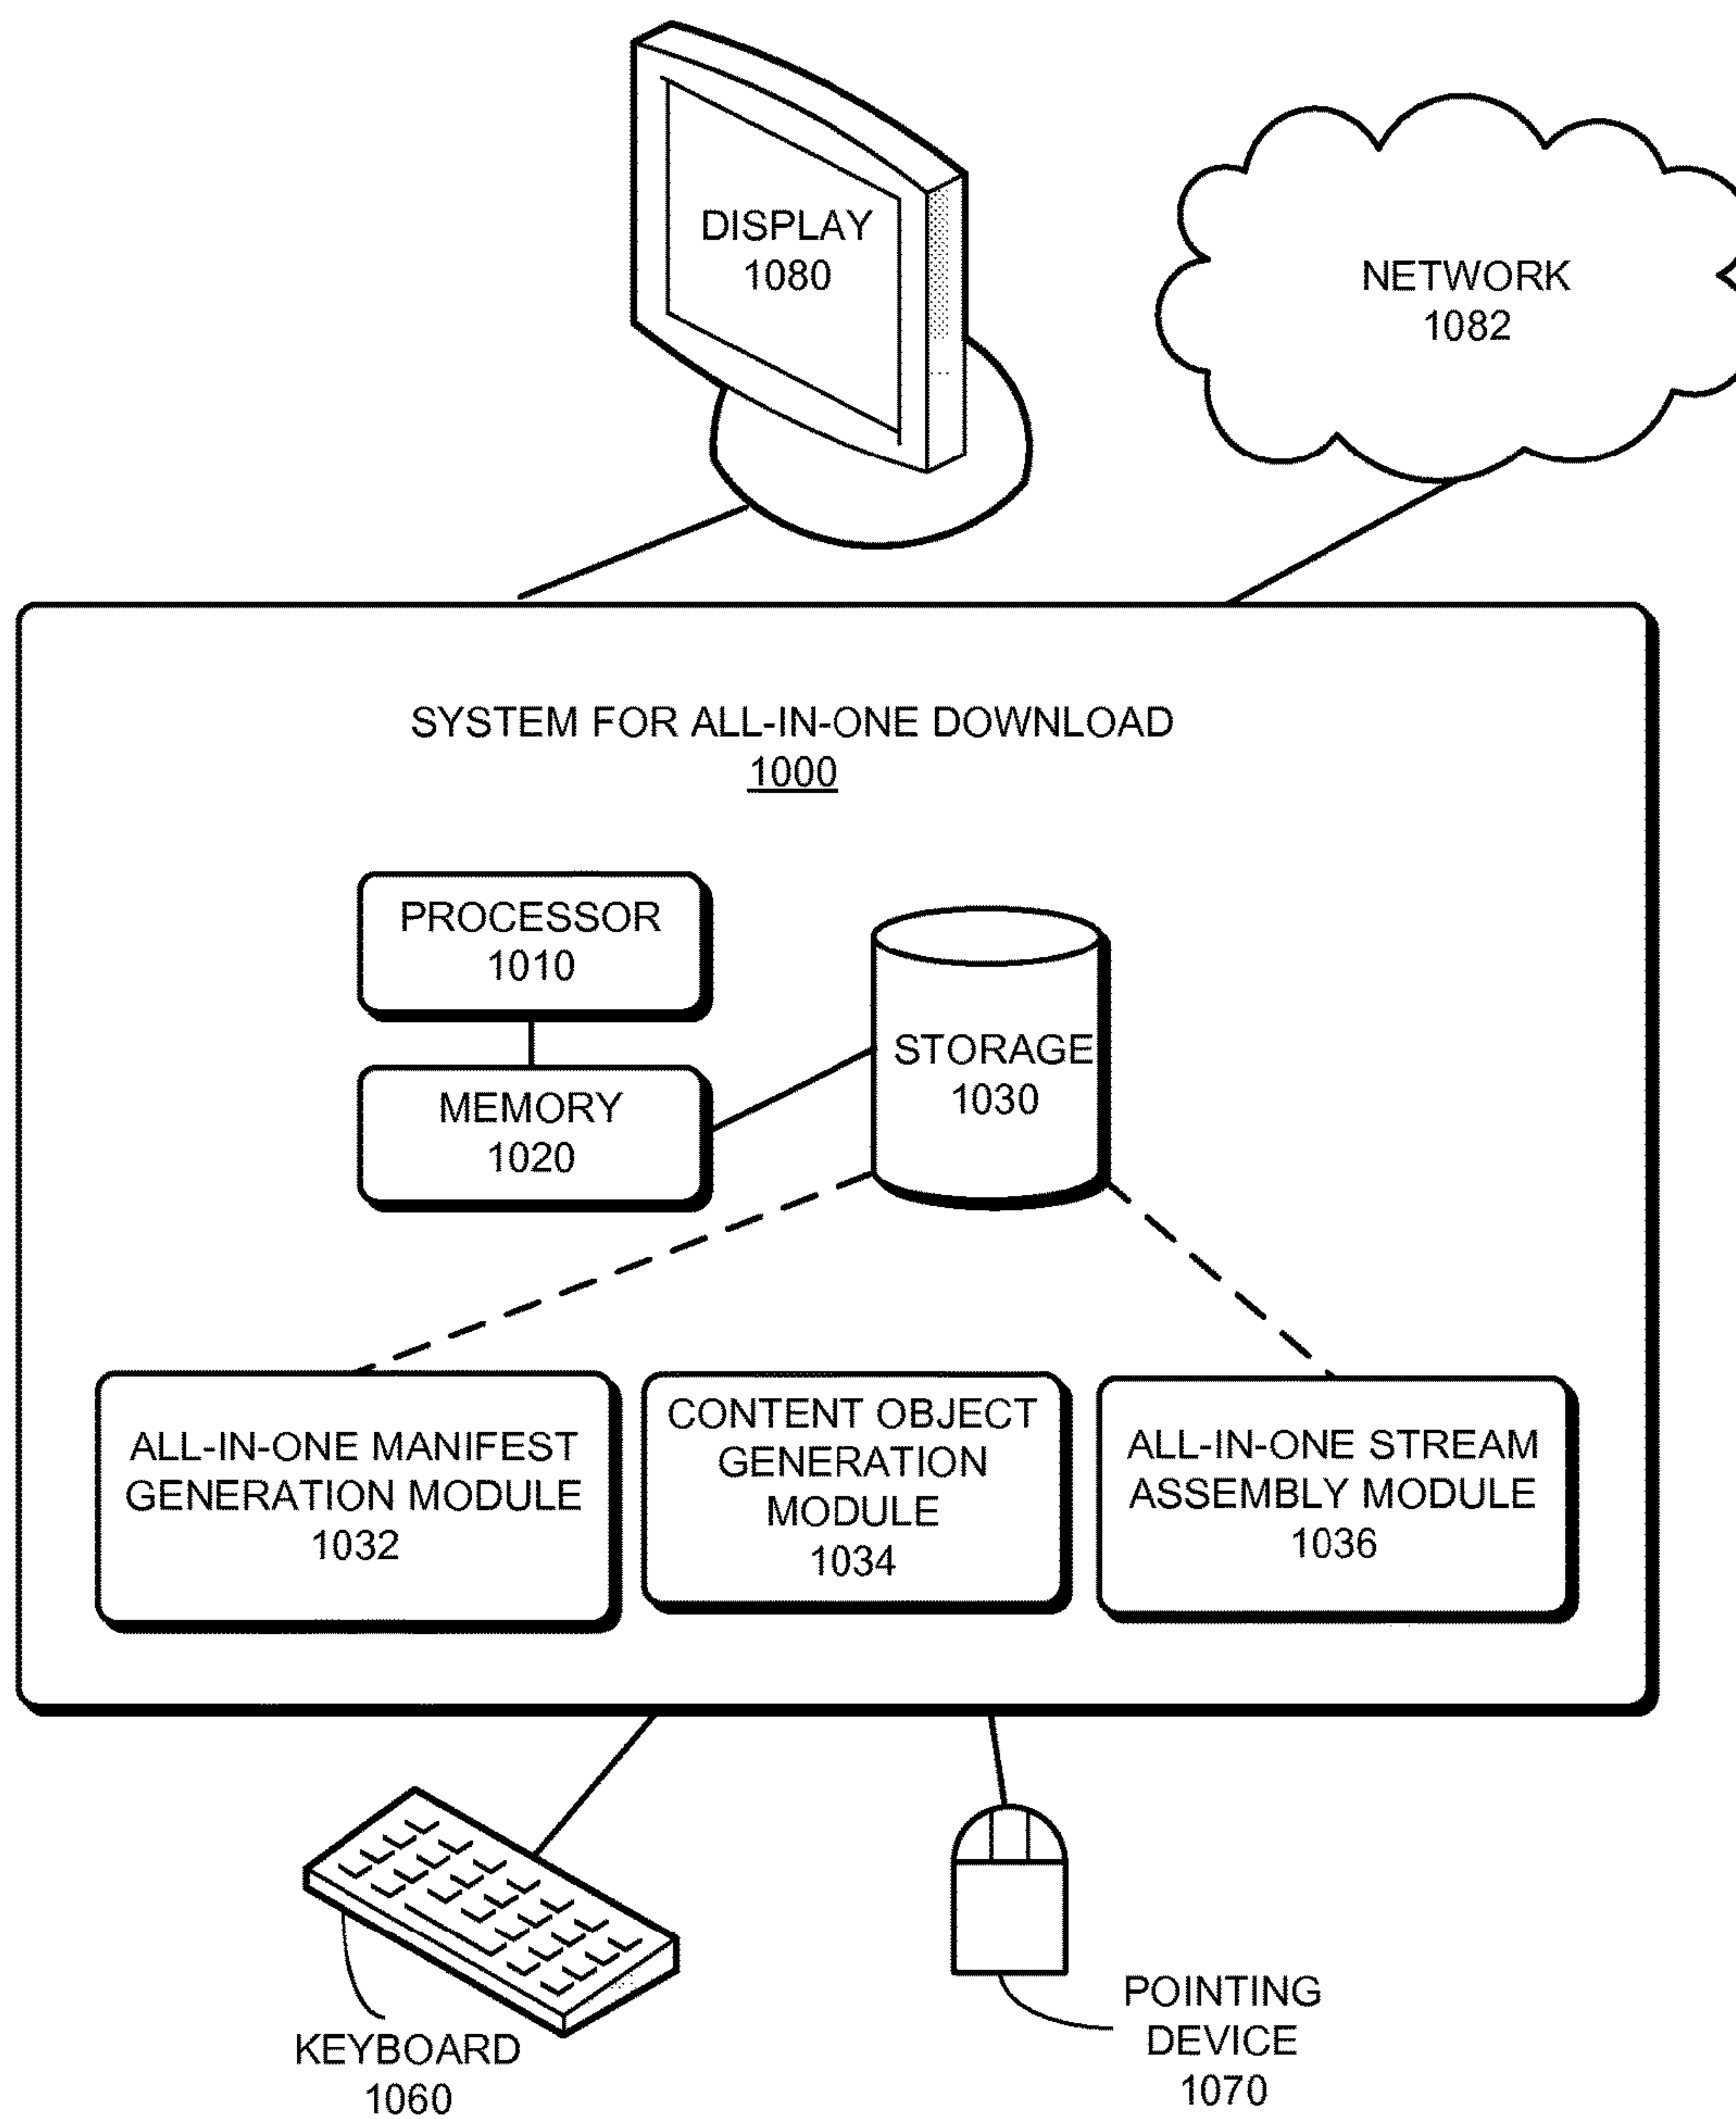 DISPLAY
1080
NETWORK
1082
SYSTEM FOR ALL-IN-ONE DOWNLOAD
1000
PROCESSOR
1010
MEMORY
1020
STORAGE
1030
ALL-IN-ONE MANIFEST
GENERATION MODULE
1032
CONTENT OBJECT
GENERATION
MODULE
1034
ALL-IN-ONE STREAM
ASSEMBLY MODULE
1036
KEYBOARD
1060
POINTING
DEVICE
1070